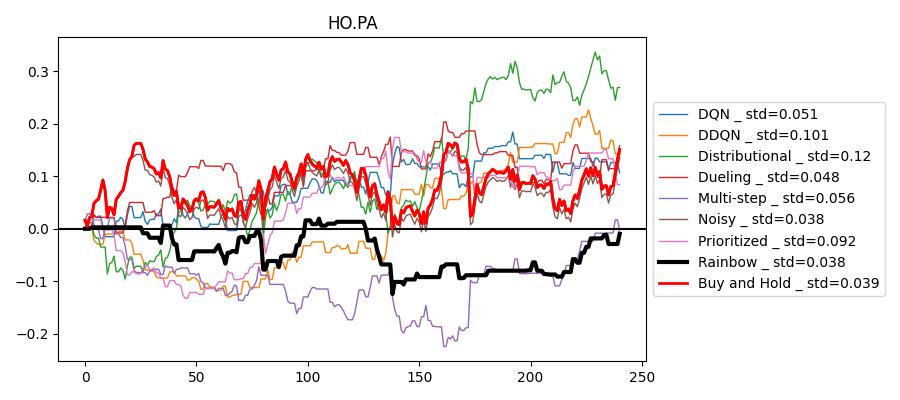 HO.PA
0.3
0.2
0.1
0.0
−0.1
−0.2
0 50 100 150 200 250
DQN _ std=0.051
DDQN _ std=0.101
Distributional _ std=0.12
Dueling _ std=0.048
Multi-step _ std=0.056
Noisy _ std=0.038
Prioritized _ std=0.092
Rainbow _ std=0.038
Buy and Hold _ std=0.039